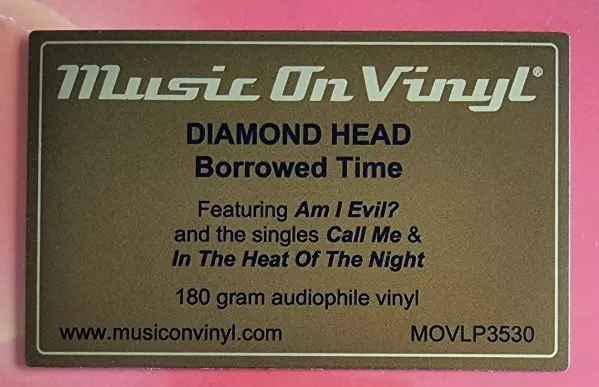 Music On Vinyl®
DIAMOND HEAD
Borrowed Time
Featuring Am I Evil?
and the singles Call Me &
In The Heat Of The Night
180 gram audiophile vinyl
www.musiconvinyl.com MOVLP3530